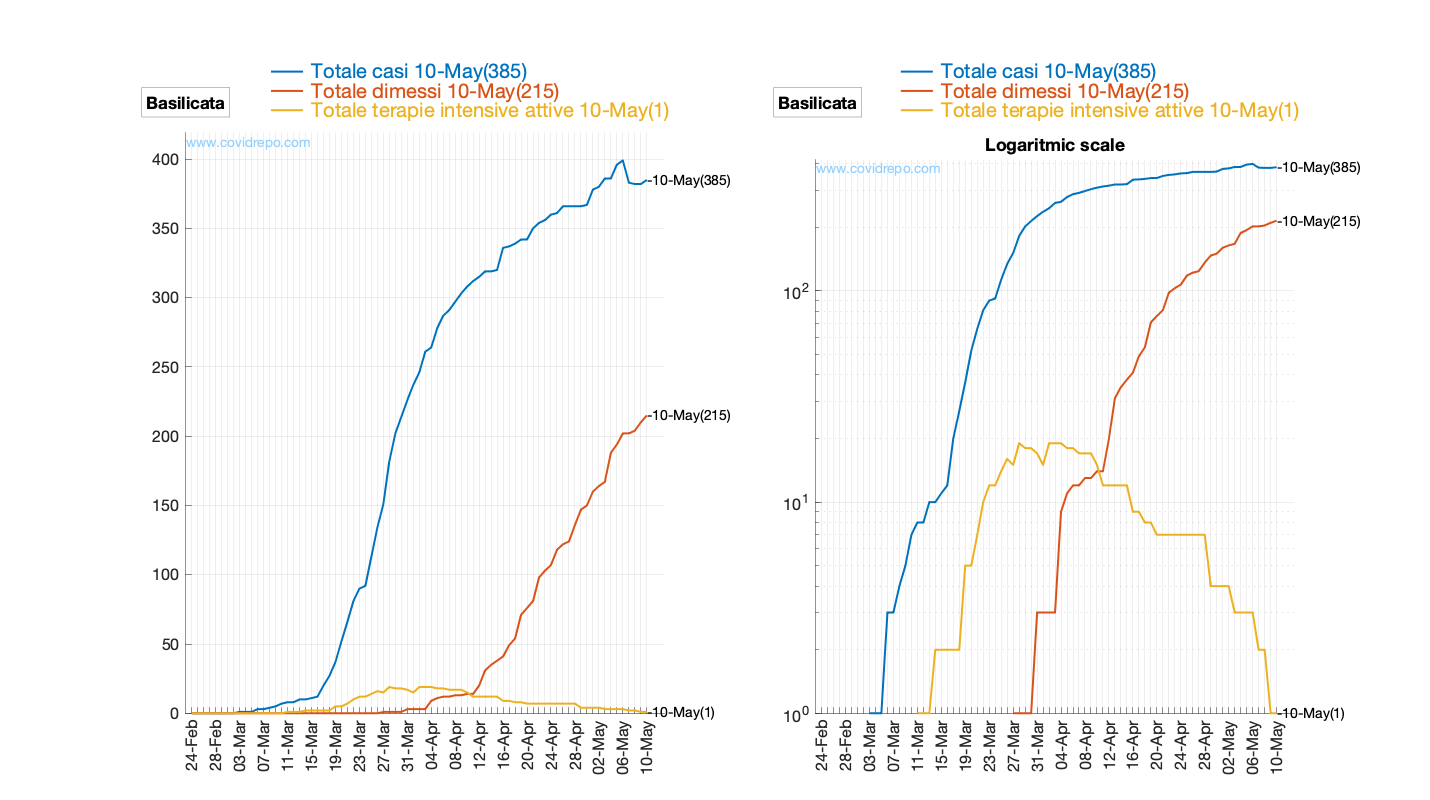 Totale casi 10-May(385)
Totale dimessi 10-May(215)
Totale terapie intensive attive 10-May(1)
Basilicata
www.covidrepo.com
400
350
300
250
200
150
100
50
0
-10-May(385)
-10-May(215)
-10-May(1)
24-Feb
28-Feb
03-Mar
07-Mar
11-Mar
15-Mar
19-Mar
23-Mar
27-Mar
31-Mar
04-Apr
08-Apr
12-Apr
16-Apr
20-Apr
24-Apr
28-Apr
02-May
06-May
10-May
Totale casi 10-May(385)
Totale dimessi 10-May(215)
Totale terapie intensive attive 10-May(1)
Basilicata
Logaritmic scale
www.covidrepo.com
10²
10¹
10⁰
-10-May(385)
-10-May(215)
-10-May(1)
24-Feb
28-Feb
03-Mar
07-Mar
11-Mar
15-Mar
19-Mar
23-Mar
27-Mar
31-Mar
04-Apr
08-Apr
12-Apr
16-Apr
20-Apr
24-Apr
28-Apr
02-May
06-May
10-May